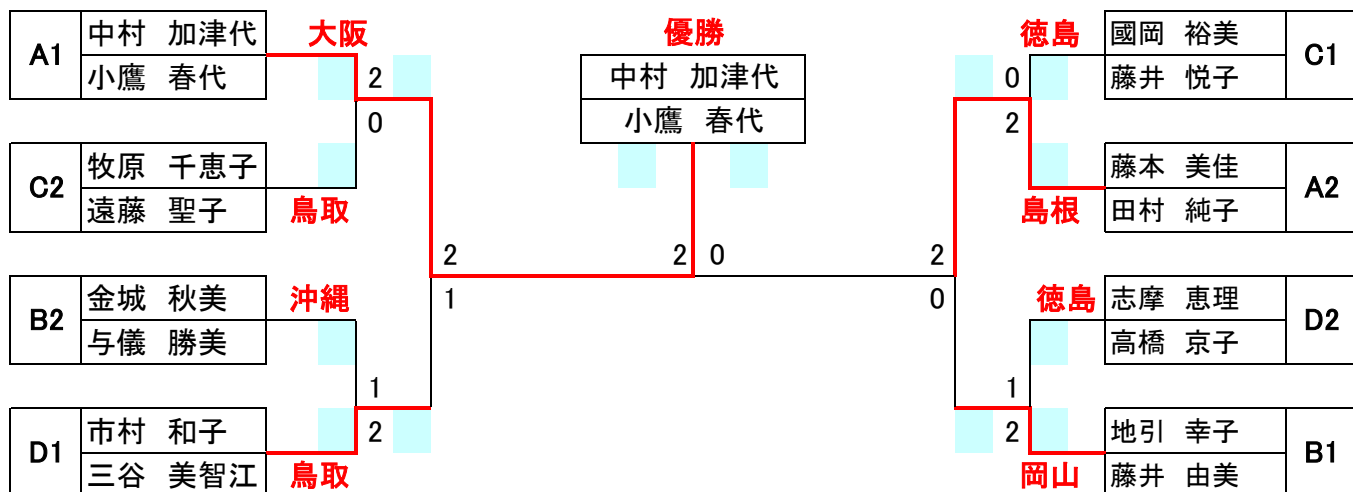 A1 中村 加津代 大阪 優勝 徳島 國岡 裕美 C1
小鷹 春代 2 中村 加津代 0 藤井 悦子
0 小鷹 春代 2
C2 牧原 千恵子 藤本 美佳 A2
遠藤 聖子 鳥取 島根 田村 純子
2 2 0 2
B2 金城 秋美 沖縄 1 0 徳島 志摩 恵理 D2
与儀 勝美 高橋 京子
1 1
D1 市村 和子 2 2 地引 幸子 B1
三谷 美智江 鳥取 岡山 藤井 由美